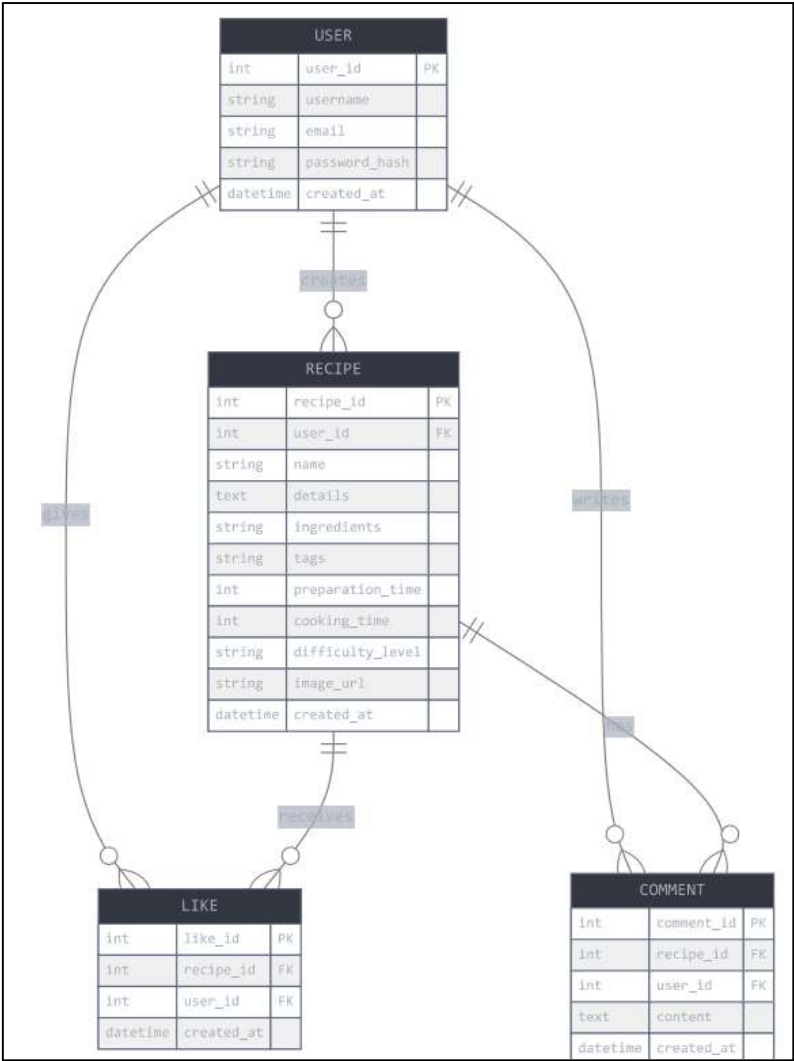 USER
int user_id PK
string username
string email
string password_hash
datetime created_at
creates
RECIPE
int recipe_id PK
int user_id FK
string name
text details
string ingredients
string tags
int preparation_time
int cooking_time
string difficulty_level
string image_url
datetime created_at
gives
writes
has
receives
LIKE
int like_id PK
int recipe_id FK
int user_id FK
datetime created_at
COMMENT
int comment_id PK
int recipe_id FK
int user_id FK
text content
datetime created_at